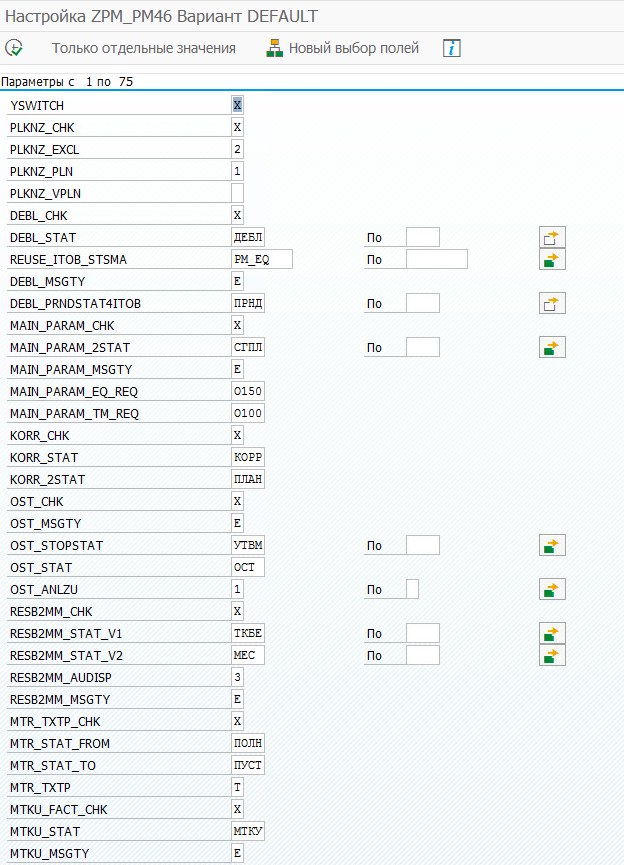 Настройка ZPM_PM46 Вариант DEFAULT
Только отдельные значения Новый выбор полей
Параметры с 1 по 75
YSWITCH X
PLKNZ_CHK X
PLKNZ_EXCL 2
PLKNZ_PLN 1
PLKNZ_VPLN
DEBL_CHK X
DEBL_STAT ДЕБЛ По
REUSE_ITOB_STSMA PM_EQ По
DEBL_MSGTY E
DEBL_PRNDSTAT4ITOB ПРНД По
MAIN_PARAM_CHK X
MAIN_PARAM_2STAT СГПЛ По
MAIN_PARAM_MSGTY E
MAIN_PARAM_EQ_REQ O150
MAIN_PARAM_TM_REQ O100
KORR_CHK X
KORR_STAT КОРР
KORR_2STAT ПЛАН
OST_CHK X
OST_MSGTY E
OST_STOPSTAT УТВМ По
OST_STAT ОСТ
OST_ANLZU 1 По
RESB2MM_CHK X
RESB2MM_STAT_V1 ТКБЕ По
RESB2MM_STAT_V2 МЕС По
RESB2MM_AUDISP 3
RESB2MM_MSGTY E
MTR_TXTP_CHK X
MTR_STAT_FROM ПОЛН
MTR_STAT_TO ПУСТ
MTR_TXTP T
MTKU_FACT_CHK X
MTKU_STAT МТКУ
MTKU_MSGTY E